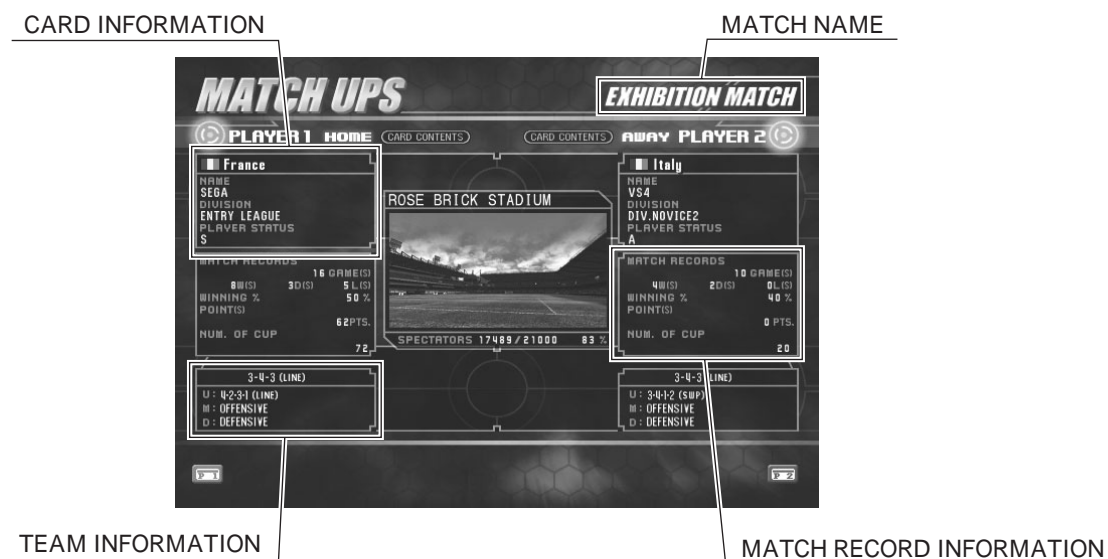 CARD INFORMATION
MATCH NAME
MATCH UPS
EXHIBITION MATCH
PLAYER 1 HOME CARD CONTENTS
CARD CONTENTS AWAY PLAYER 2
France
NAME
SEGA
DIVISION
ENTRY LEAGUE
PLAYER STATUS
S
MATCH RECORDS
16 GAME(S)
8W(S) 3D(S) 5L(S)
WINNING % 50 %
POINT(S)
62PTS.
NUM. OF CUP
72
3-4-3 (LINE)
U : 4-2-3-1 (LINE)
M : OFFENSIVE
D : DEFENSIVE
ROSE BRICK STADIUM
SPECTATORS 17489/21000 83 %
Italy
NAME
VS4
DIVISION
DIV.NOVICE2
PLAYER STATUS
A
MATCH RECORDS
10 GAME(S)
4W(S) 2D(S) 0L(S)
WINNING % 40 %
POINT(S)
0 PTS.
NUM. OF CUP
20
3-4-3 (LINE)
U : 3-4-1-2 (SWP)
M : OFFENSIVE
D : DEFENSIVE
P 1
P 2
TEAM INFORMATION
MATCH RECORD INFORMATION